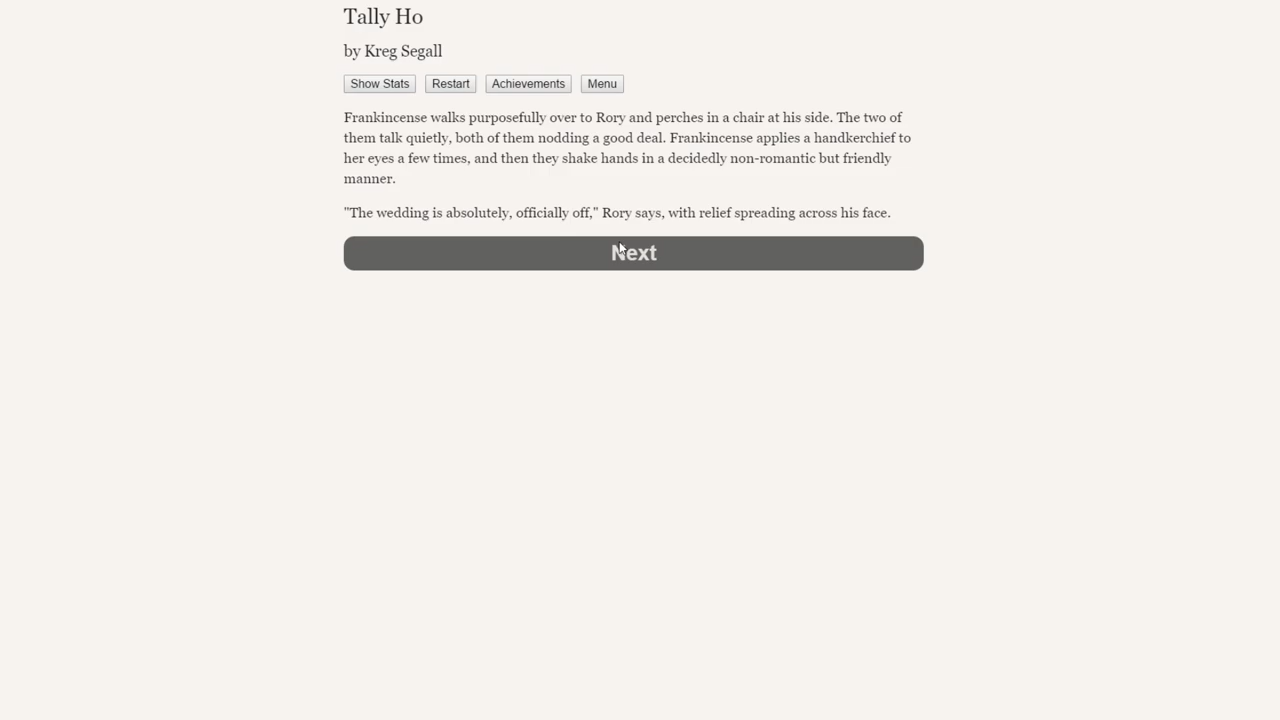 Tally Ho
by Kreg Segall
Show Stats Restart Achievements Menu
Frankincense walks purposefully over to Rory and perches in a chair at his side. The two of
them talk quietly, both of them nodding a good deal. Frankincense applies a handkerchief to
her eyes a few times, and then they shake hands in a decidedly non-romantic but friendly
manner.
"The wedding is absolutely, officially off," Rory says, with relief spreading across his face.
Next